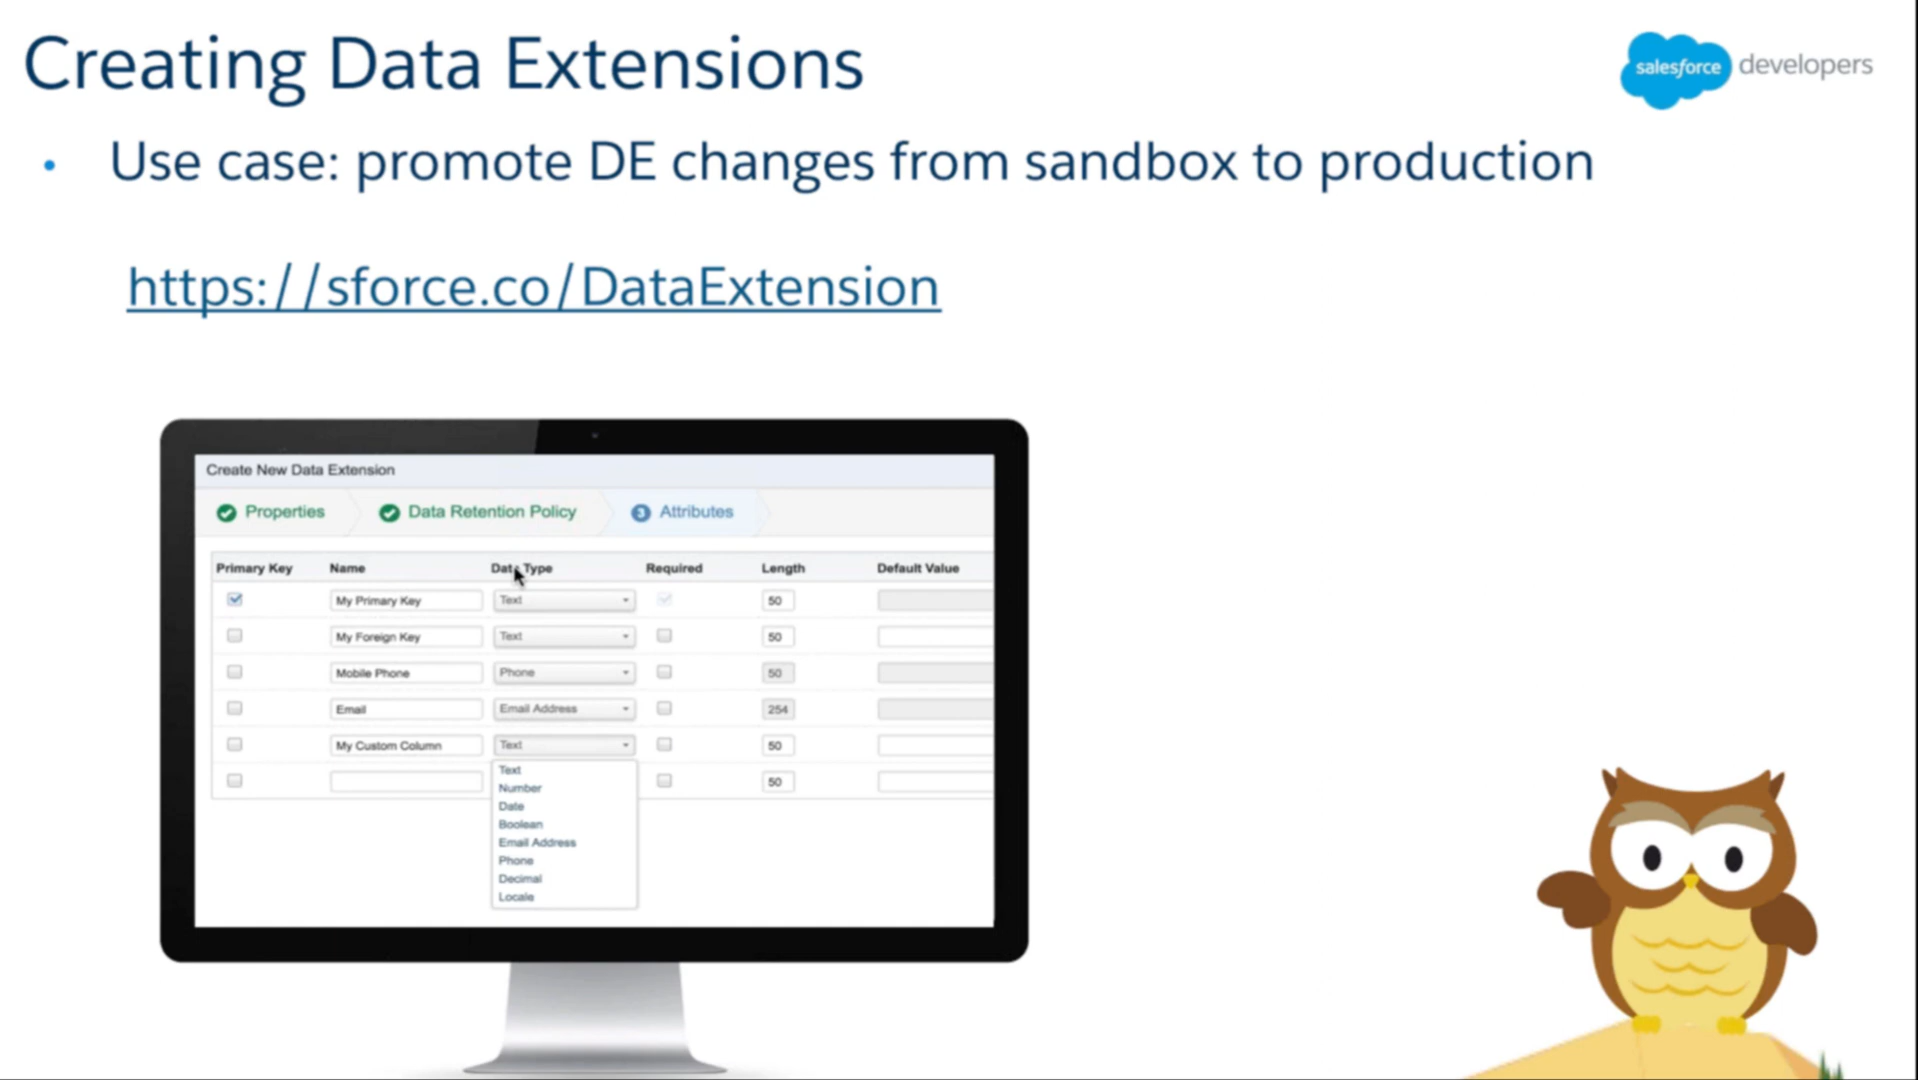 Creating Data Extensions
salesforce developers
• Use case: promote DE changes from sandbox to production
https://sforce.co/DataExtension
Create New Data Extension
Properties Data Retention Policy 3 Attributes
Primary Key Name Data Type Required Length Default Value
My Primary Key Text 50
My Foreign Key Text 50
Mobile Phone Phone 50
Email Email Address 254
My Custom Column Text 50
50
Text
Number
Date
Boolean
Email Address
Phone
Decimal
Locale